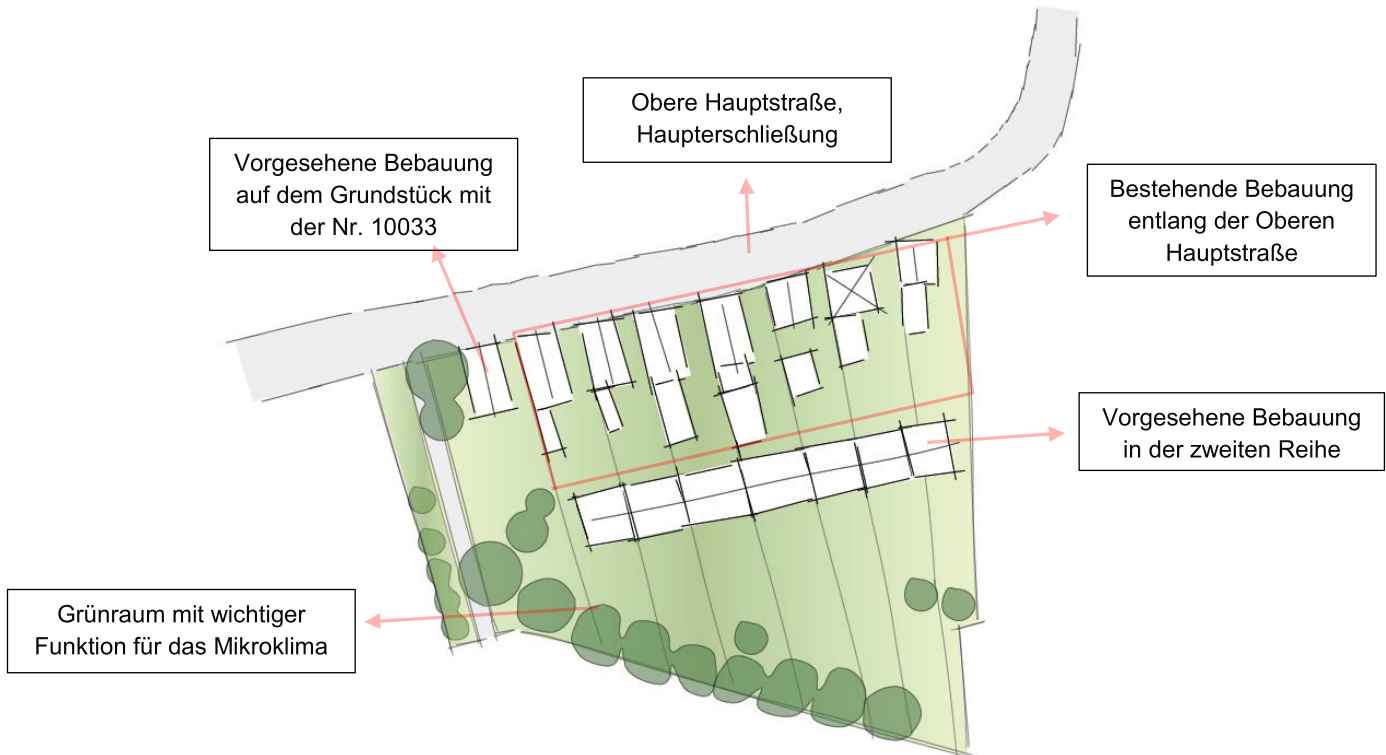 Obere Hauptstraße,
Haupterschließung
Vorgesehene Bebauung
auf dem Grundstück mit
der Nr. 10033
Bestehende Bebauung
entlang der Oberen
Hauptstraße
Vorgesehene Bebauung
in der zweiten Reihe
Grünraum mit wichtiger
Funktion für das Mikroklima